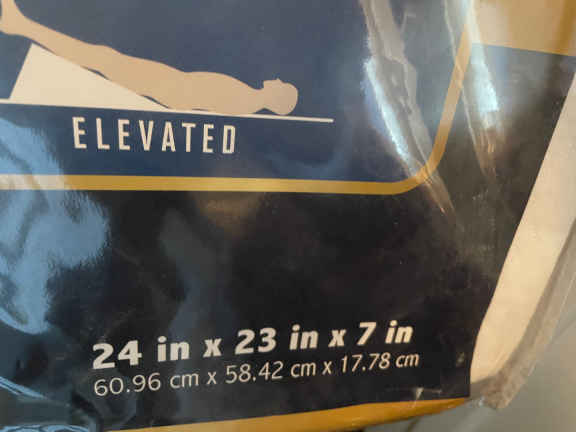 ELEVATED
24 in x 23 in x 7 in
60.96 cm x 58.42 cm x 17.78 cm